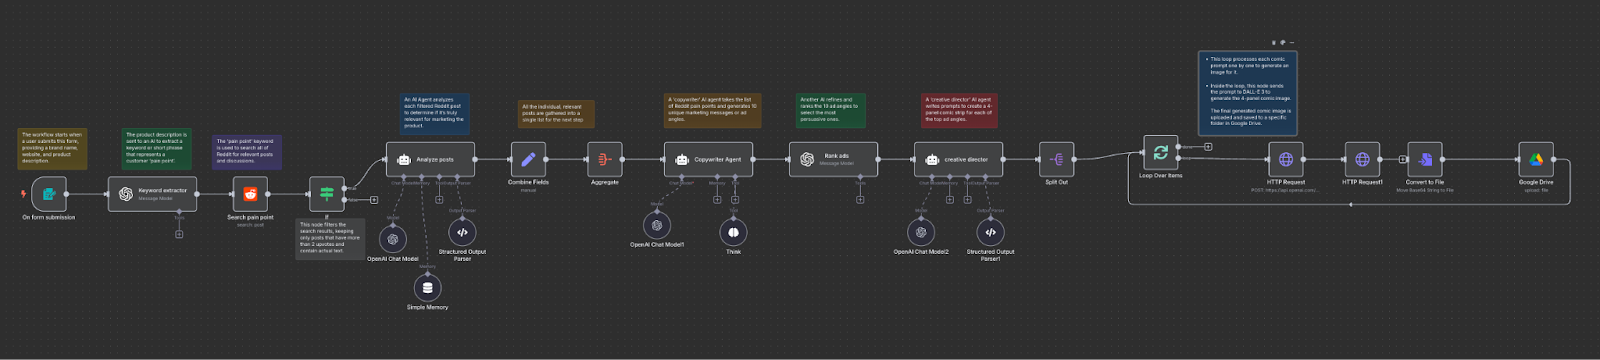 The workflow starts when
a user submits this form,
providing a brand name,
website, and product
description.
The product description is
sent to an AI to extract a
keyword or short phrase
that represents a
customer 'pain point'.
The "pain point" keyword
is used to search all of
Reddit for relevant posts
and discussions.
An AI Agent analyzes
each filtered Reddit post
to determine if it's truly
relevant for marketing the
product.
All the individual, relevant
posts are gathered into a
single list for the next step.
A "copywriter" AI agent takes the list
of Reddit pain points and generates 10
unique marketing messages or ad
angles.
Another AI refines and
ranks the 10 ad angles to
select the most
persuasive ones.
A "creative director" AI agent
writes prompts to create a 4-
panel comic strip for each of
the top ad angles.
This loop processes each comic
prompt one by one to generate an
image for it.
Inside the loop, this node sends
the prompt to DALL-E 3 to
generate the 4-panel comic image.
The final generated comic image is
uploaded and saved to a specific
folder in Google Drive.
On form submission
Keyword extractor
Message Model
Tools
Search pain point
search: post
If
This node filters the
search results, keeping
only posts that have more
than 2 upvotes and
contain actual text.
Analyze posts
Chat Model
Memory
Tool
Output Parser
Model
OpenAI Chat Model
Memory
Simple Memory
Output Parser
Structured Output
Parser
Combine Fields
manual
Aggregate
Copywriter Agent
Chat Model*
Memory
Tool
Model
OpenAI Chat Model1
Tool
Think
Rank ads
Message Model
Tools
creative director
Chat Model
Memory
Tool
Output Parser
Model
OpenAI Chat Model2
Output Parser
Structured Output
Parser1
Split Out
Loop Over Items
HTTP Request
POST: https://api.openai.com/...
HTTP Request1
Convert to File
Move Base64 String to File
Google Drive
upload: file